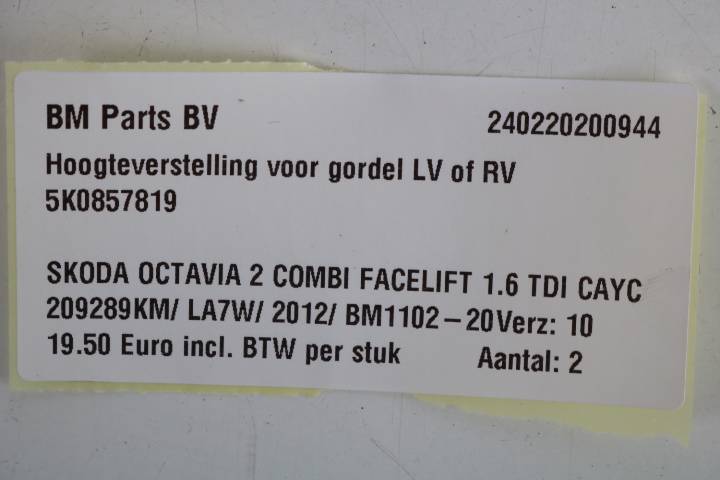 BM Parts BV 240220200944
Hoogteverstelling voor gordel LV of RV
5K0857819
SKODA OCTAVIA 2 COMBI FACELIFT 1.6 TDI CAYC
209289KM/ LA7W/ 2012/ BM1102-20Verz: 10
19.50 Euro incl. BTW per stuk Aantal: 2